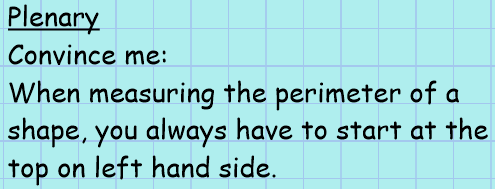 Plenary
Convince me:
When measuring the perimeter of a
shape, you always have to start at the
top on left hand side.